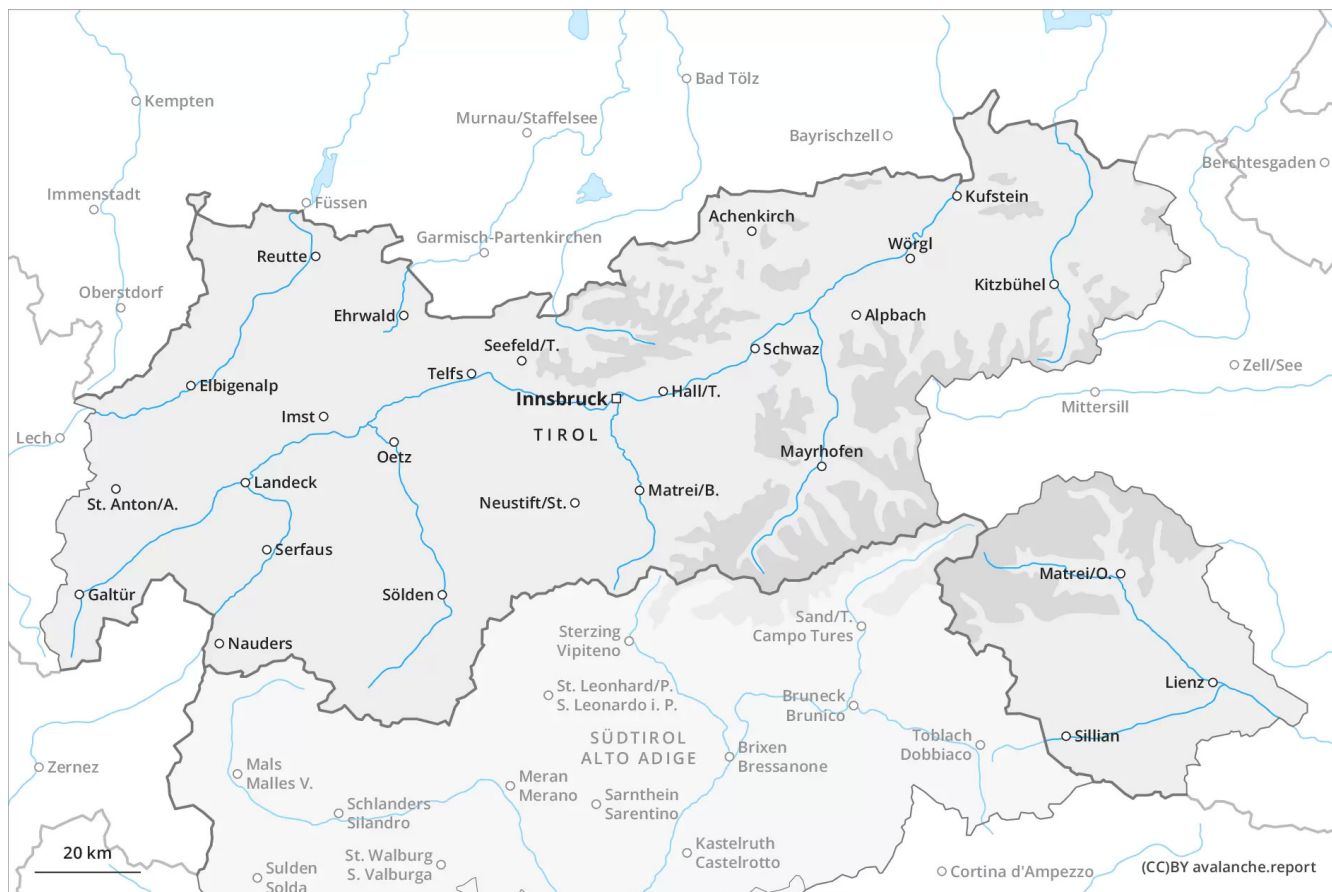 Bad Tölz
Kempten
Murnau/Staffelsee
Bayrischzell
Berchtesgaden
Immenstadt
Füssen
Kufstein
Achenkirch
Garmisch-Partenkirchen
Wörgl
Reutte
Kitzbühel
Oberstdorf
Ehrwald
Alpbach
Seefeld/T.
Schwaz
Zell/See
Telfs
Elbigenalp
Hall/T.
Innsbruck
Mittersill
Imst
TIROL
Lech
Oetz
Mayrhofen
Landeck
Matrei/B.
St. Anton/A.
Neustift/St.
Serfaus
Matrei/O.
Galtür
Sölden
Sand/T.
Campo Tures
Sterzing
Vipiteno
Nauders
Lienz
St. Leonhard/P.
S. Leonardo i. P.
Bruneck
Brunico
SÜDTIROL
ALTO ADIGE
Toblach
Dobbiaco
Sillian
Brixen
Bressanone
Zernez
Mals
Malles V.
Meran
Merano
Sarnthein
Sarentino
Schlanders
Silandro
Kastelruth
Castelrotto
20 km
St. Walburg
S. Valburga
Sulden
Solda
Cortina d'Ampezzo
(CC)BY avalanche.report